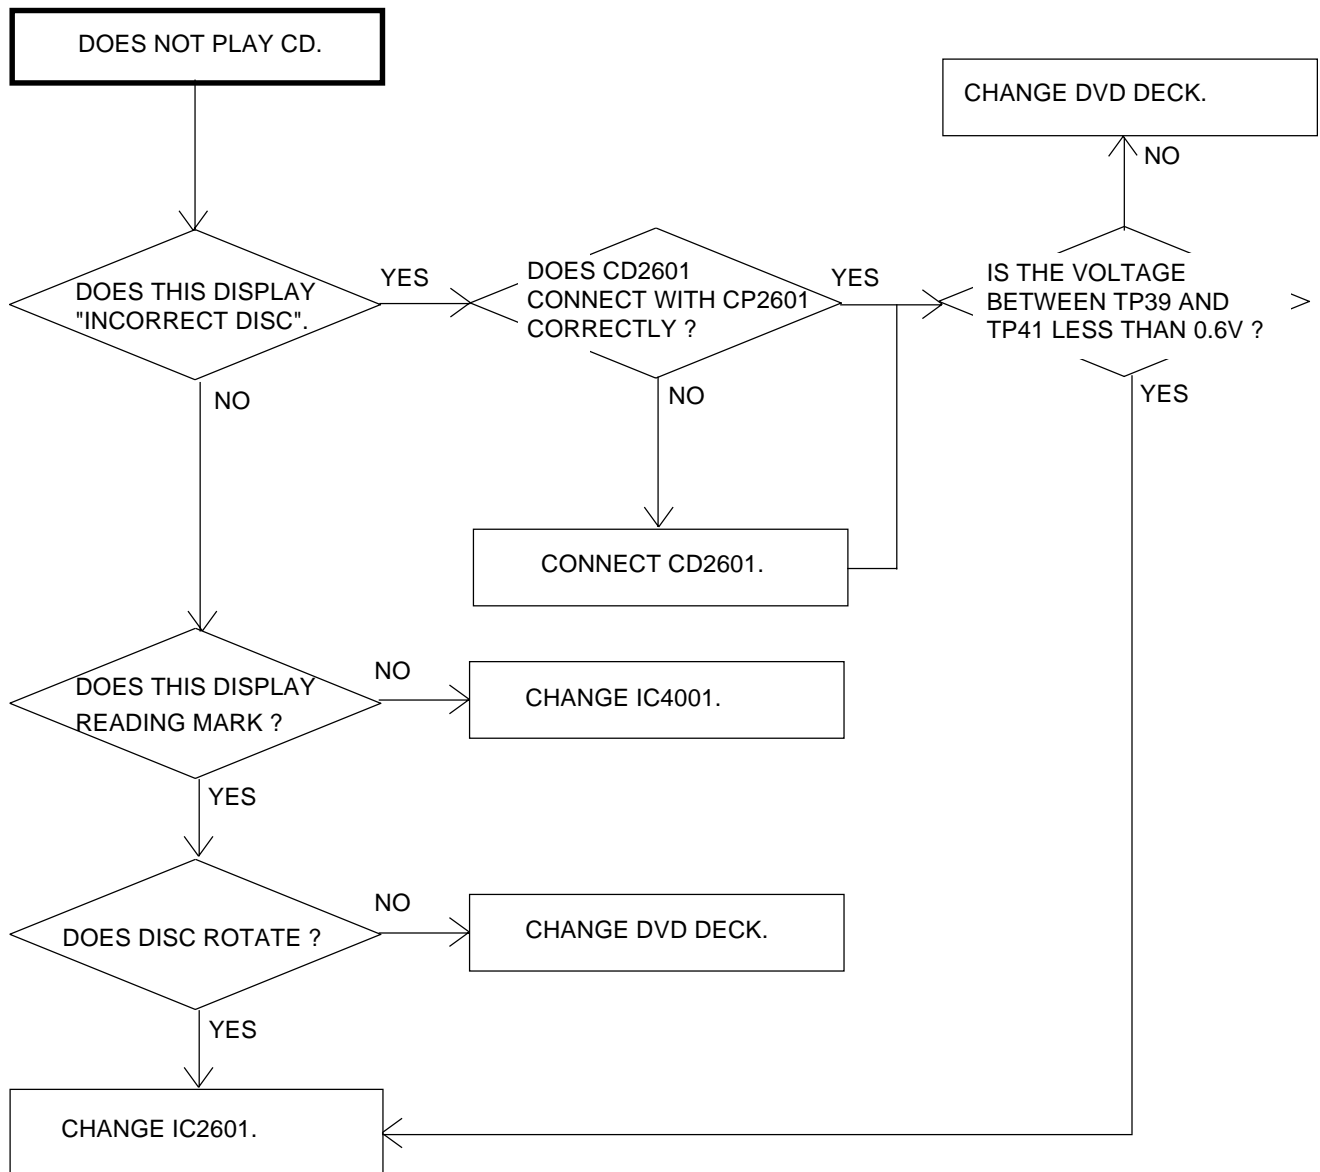 DOES NOT PLAY CD.
CHANGE DVD DECK.
NO
DOES THIS DISPLAY
"INCORRECT DISC".
YES
DOES CD2601
CONNECT WITH CP2601
CORRECTLY ?
YES
IS THE VOLTAGE
BETWEEN TP39 AND
TP41 LESS THAN 0.6V ?
NO
NO
YES
CONNECT CD2601.
DOES THIS DISPLAY
READING MARK ?
NO
CHANGE IC4001.
YES
DOES DISC ROTATE ?
NO
CHANGE DVD DECK.
YES
CHANGE IC2601.